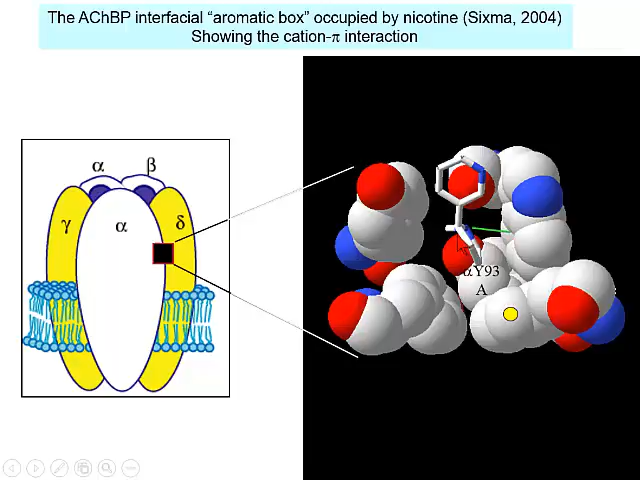 The AChBP interfacial “aromatic box” occupied by nicotine (Sixma, 2004)
Showing the cation-π interaction
α β
γ α δ
αY93
A